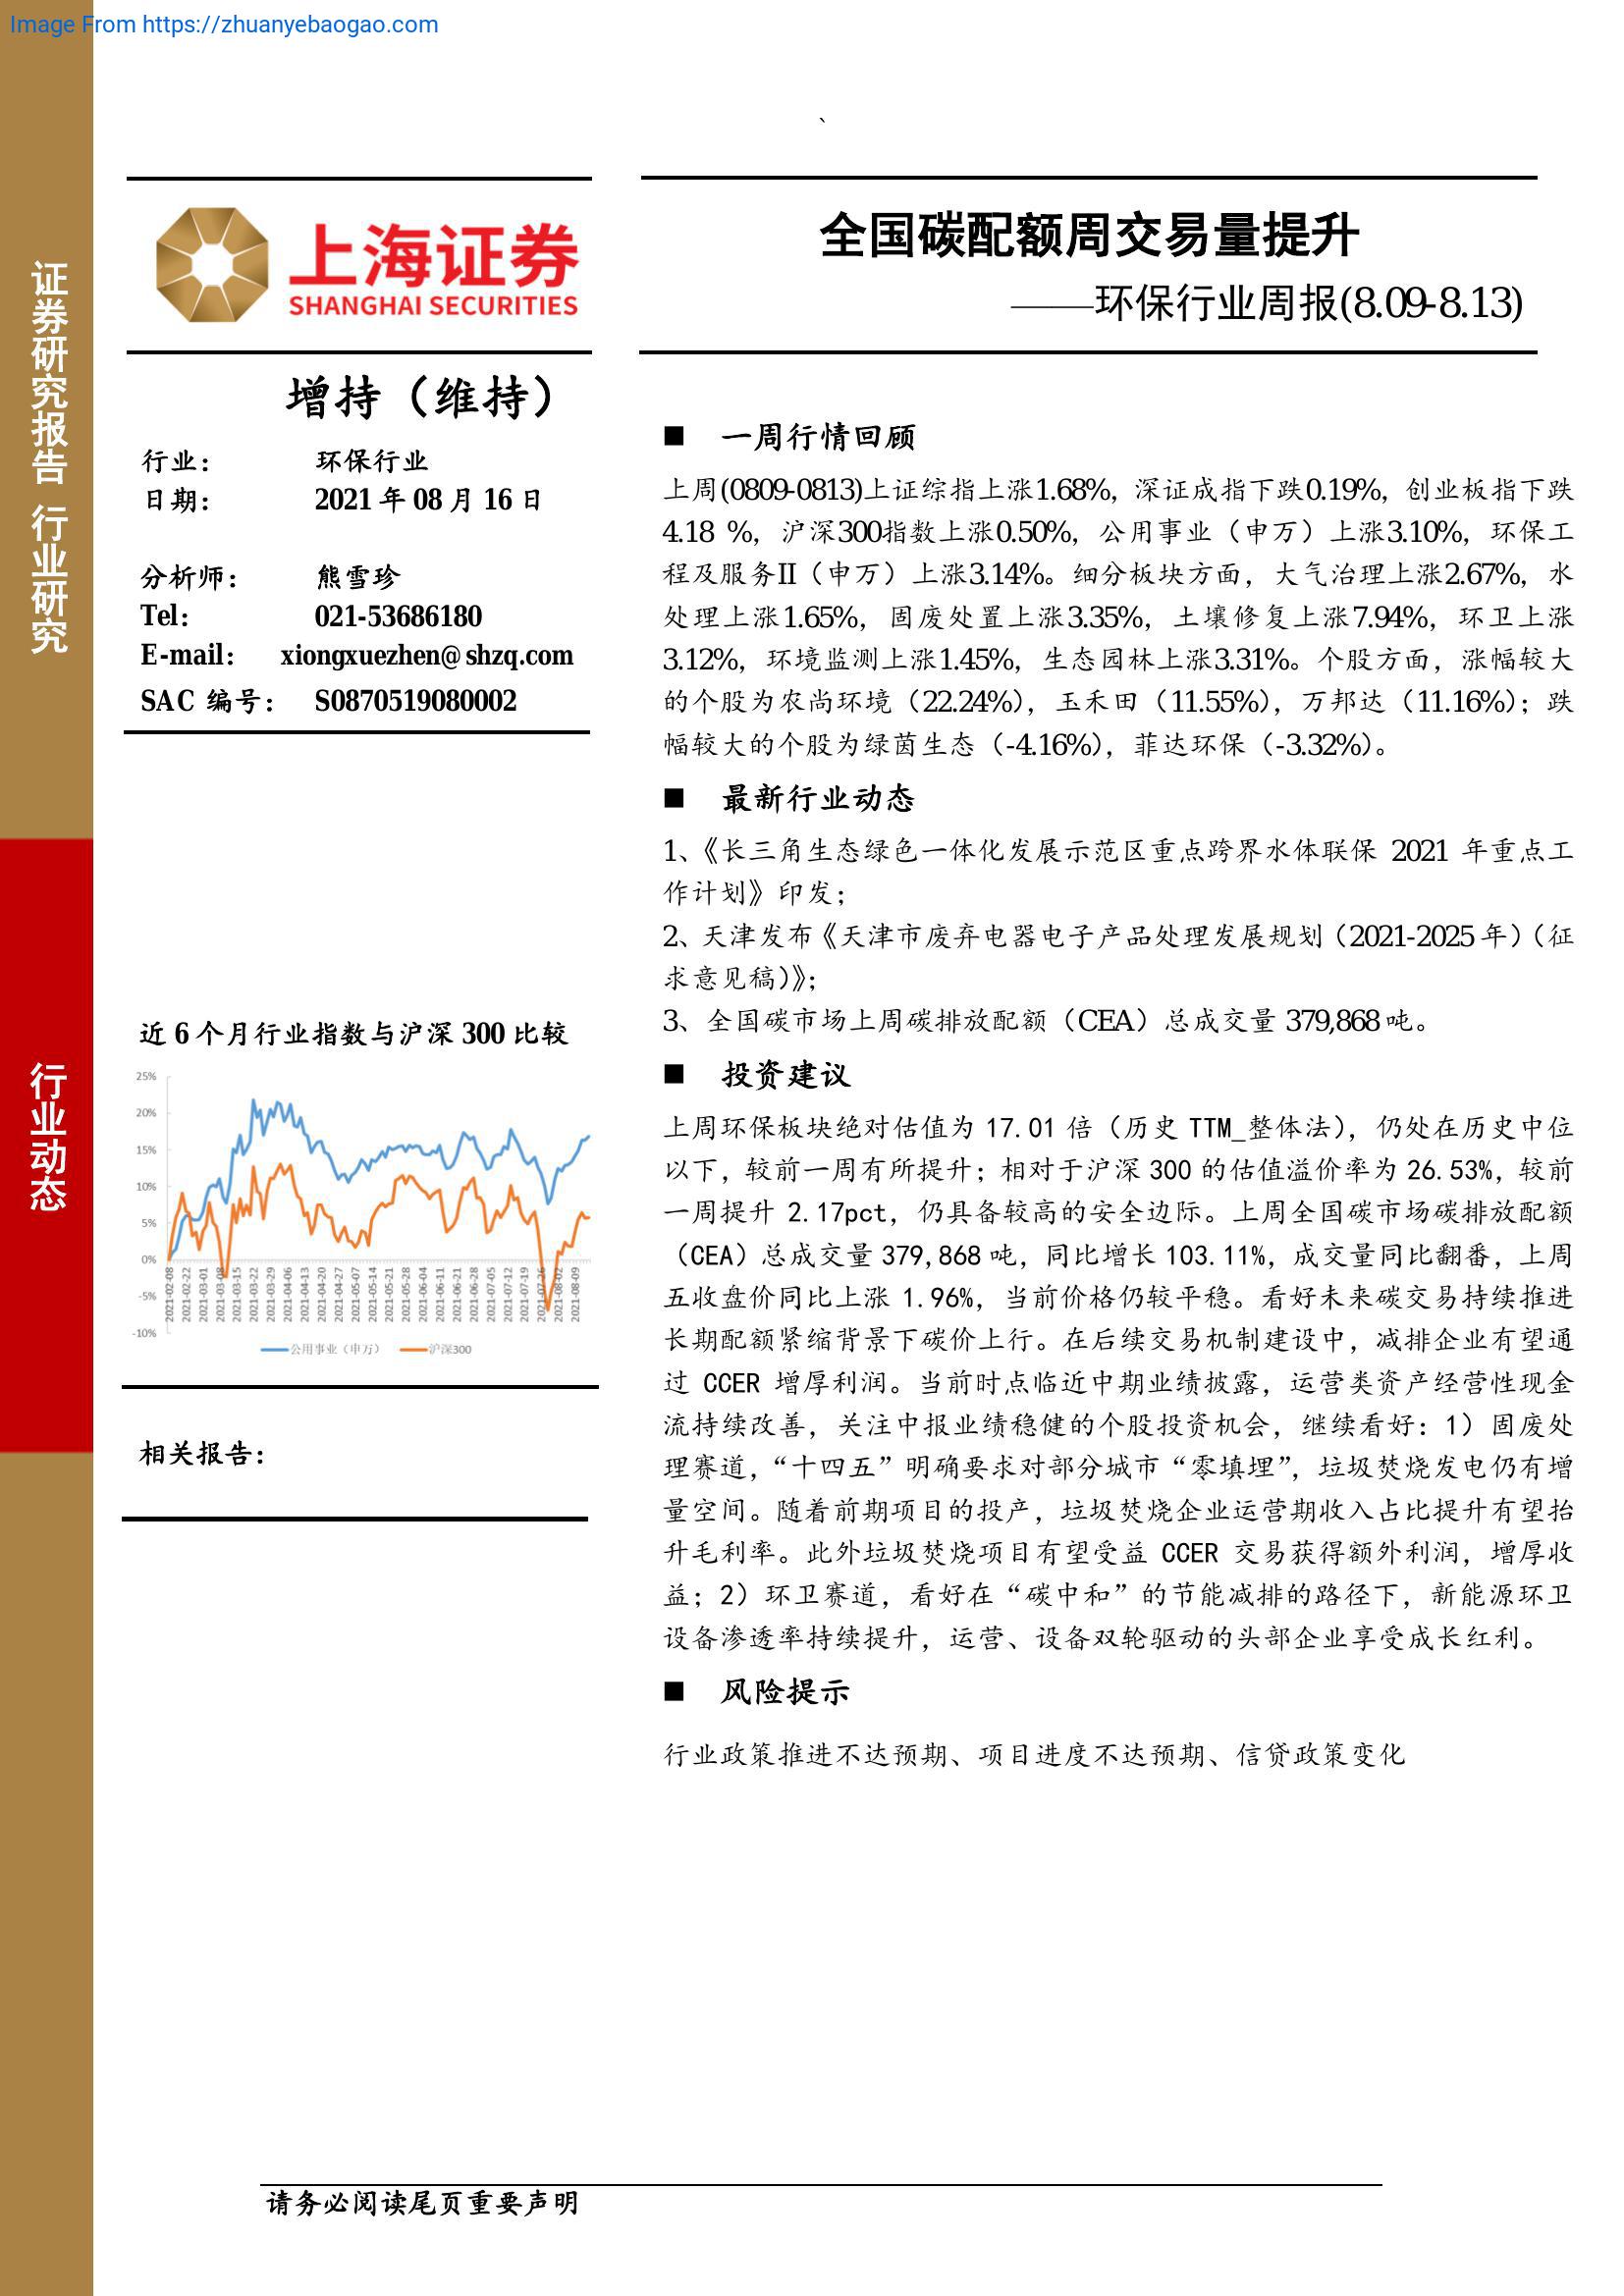 Image From https://zhuanyebaogao.com
、
证券研究报告 行业研究
行业动态
上海证券
SHANGHAI SECURITIES
全国碳配额周交易量提升
——环保行业周报(8.09-8.13)
增持（维持）
行业： 环保行业
日期： 2021 年 08 月 16 日
分析师： 熊雪珍
Tel： 021-53686180
E-mail： xiongxuezhen@shzq.com
SAC 编号： S0870519080002
近 6 个月行业指数与沪深 300 比较
25%
20%
15%
10%
5%
0%
-5%
-10%
2021-02-08
2021-02-22
2021-03-01
2021-03-08
2021-03-15
2021-03-22
2021-03-29
2021-04-06
2021-04-13
2021-04-20
2021-04-27
2021-05-07
2021-05-14
2021-05-21
2021-05-28
2021-06-04
2021-06-11
2021-06-21
2021-06-28
2021-07-05
2021-07-12
2021-07-19
2021-07-26
2021-08-02
2021-08-09
公用事业（申万） 沪深300
相关报告：
■ 一周行情回顾
上周(0809-0813)上证综指上涨1.68%，深证成指下跌0.19%，创业板指下跌
4.18 %，沪深300指数上涨0.50%，公用事业（申万）上涨3.10%，环保工
程及服务II（申万）上涨3.14%。细分板块方面，大气治理上涨2.67%，水
处理上涨1.65%，固废处置上涨3.35%，土壤修复上涨7.94%，环卫上涨
3.12%，环境监测上涨1.45%，生态园林上涨3.31%。个股方面，涨幅较大
的个股为农尚环境（22.24%），玉禾田（11.55%），万邦达（11.16%）；跌
幅较大的个股为绿茵生态（-4.16%），菲达环保（-3.32%）。
■ 最新行业动态
1、《长三角生态绿色一体化发展示范区重点跨界水体联保 2021 年重点工
作计划》印发；
2、天津发布《天津市废弃电器电子产品处理发展规划（2021-2025 年）（征
求意见稿）》；
3、全国碳市场上周碳排放配额（CEA）总成交量 379,868 吨。
■ 投资建议
上周环保板块绝对估值为 17.01 倍（历史 TTM_整体法），仍处在历史中位
以下，较前一周有所提升；相对于沪深 300 的估值溢价率为 26.53%，较前
一周提升 2.17pct，仍具备较高的安全边际。上周全国碳市场碳排放配额
（CEA）总成交量 379,868 吨，同比增长 103.11%，成交量同比翻番，上周
五收盘价同比上涨 1.96%，当前价格仍较平稳。看好未来碳交易持续推进
长期配额紧缩背景下碳价上行。在后续交易机制建设中，减排企业有望通
过 CCER 增厚利润。当前时点临近中期业绩披露，运营类资产经营性现金
流持续改善，关注中报业绩稳健的个股投资机会，继续看好：1）固废处
理赛道，“十四五”明确要求对部分城市“零填埋”，垃圾焚烧发电仍有增
量空间。随着前期项目的投产，垃圾焚烧企业运营期收入占比提升有望抬
升毛利率。此外垃圾焚烧项目有望受益 CCER 交易获得额外利润，增厚收
益；2）环卫赛道，看好在“碳中和”的节能减排的路径下，新能源环卫
设备渗透率持续提升，运营、设备双轮驱动的头部企业享受成长红利。
■ 风险提示
行业政策推进不达预期、项目进度不达预期、信贷政策变化
请务必阅读尾页重要声明